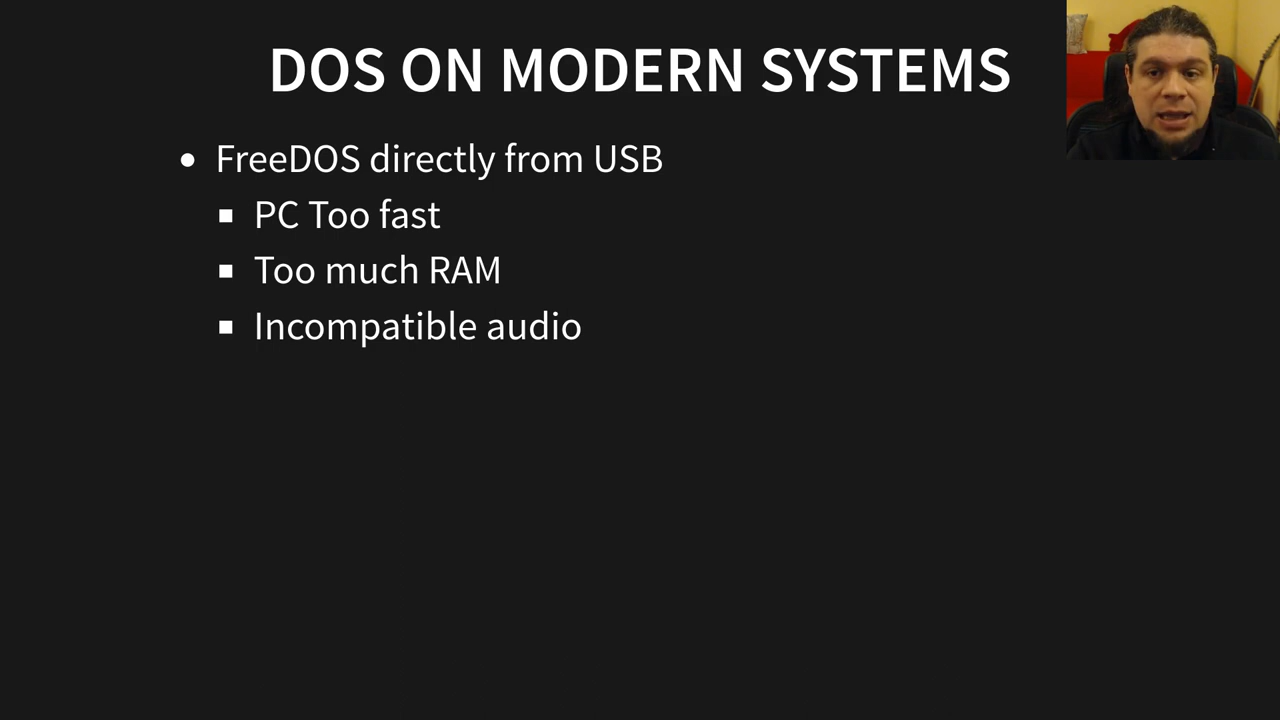 DOS ON MODERN SYSTEMS
FreeDOS directly from USB
PC Too fast
Too much RAM
Incompatible audio